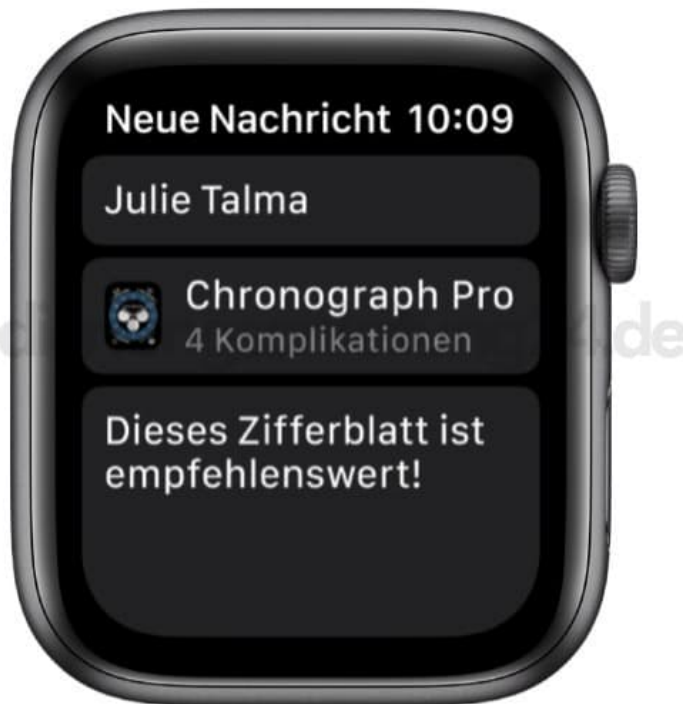 Neue Nachricht 10:09
Julie Talma
Chronograph Pro
4 Komplikationen
Dieses Zifferblatt ist
empfehlenswert!